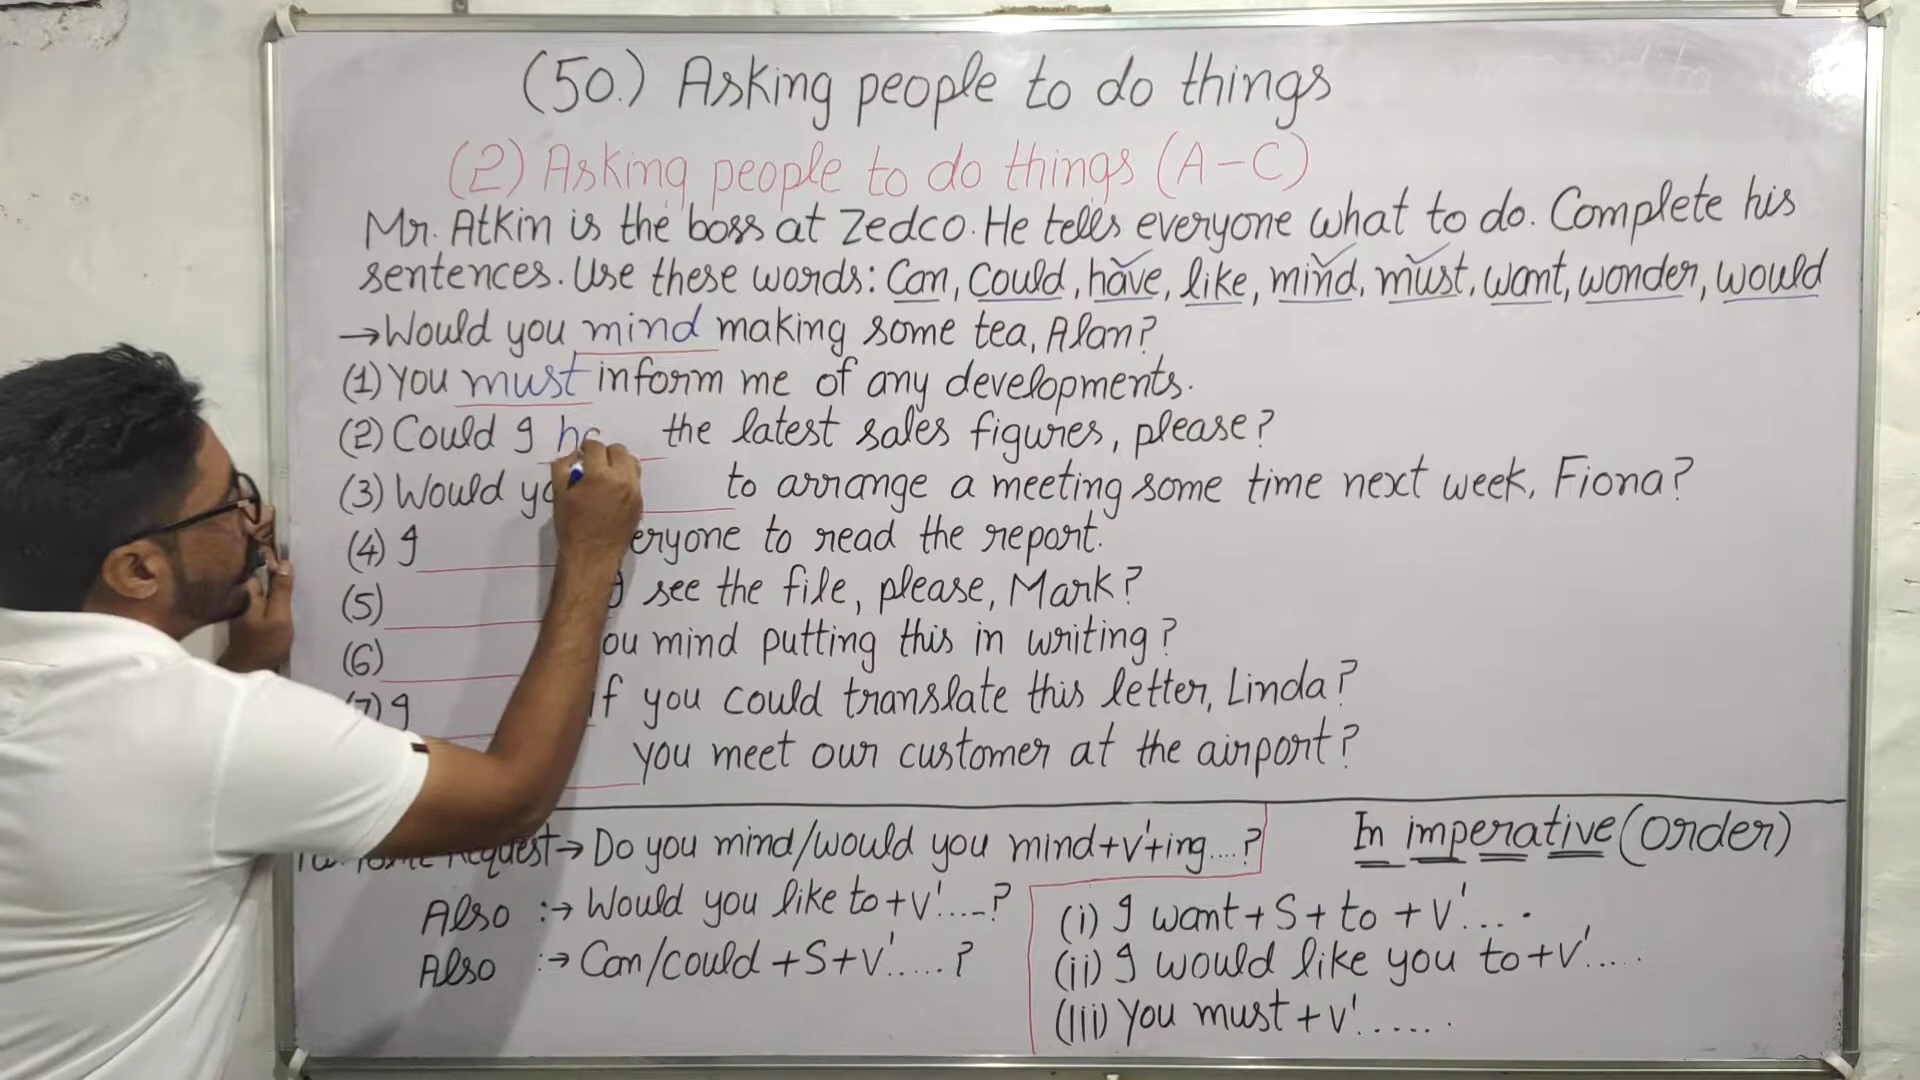 (50.) Asking people to do things
(2) Asking people to do things (A-C)
Mr. Atkin is the boss at Zedco. He tells everyone what to do. Complete his
sentences. Use these words: Can, Could, have, like, mind, must, want, wonder, would
→Would you mind making some tea, Alan?
(1) You must inform me of any developments.
(2) Could I ha the latest sales figures, please?
(3) Would yo to arrange a meeting some time next week, Fiona?
(4) I eryone to read the report.
(5) I see the file, please, Mark?
(6) ou mind putting this in writing?
(7) I if you could translate this letter, Linda?
you meet our customer at the airport?
Request→ Do you mind/would you mind+V'+ing....?
Also :→ Would you like to+V'....?
Also :→ Can/could +S+V'.....?
In imperative (order)
(i) I want+S+to +V'....
(ii) I would like you to+V'.....
(iii) You must+V'.......